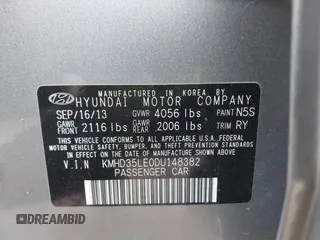 MANUFACTURED IN KOREA BY
HYUNDAI MOTOR COMPANY
SEP/16/13 GVWR 4056 lbs PAINT N5S
GAWR FRONT 2116 lbs GAWR REAR 2006 lbs TRIM RY
THIS VEHICLE CONFORMS TO ALL APPLICABLE
U.S. FEDERAL MOTOR VEHICLE SAFETY, BUMPER,
AND THEFT PREVENTION STANDARDS IN EFFECT ON
THE DATE OF MANUFACTURE SHOWN ABOVE.
V.I.N KMHD35LE0DU148382
PASSENGER CAR
DREAMBID